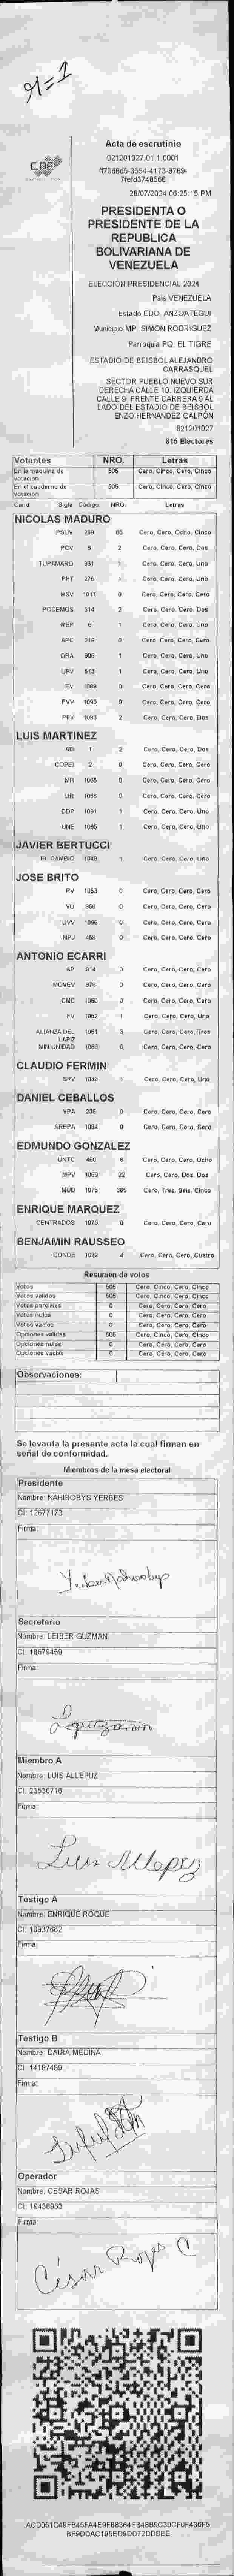 M=1
CNE
Acta de escrutinio
021201027.01.1.0001
ff7068d5-3554-4173-8789-
7fefd3748566
28/07/2024 06:25:15 PM
PRESIDENTA O
PRESIDENTE DE LA
REPUBLICA
BOLIVARIANA DE
VENEZUELA
ELECCIÓN PRESIDENCIAL 2024
País VENEZUELA
Estado EDO. ANZOATEGUI
Municipio MP. SIMON RODRIGUEZ
Parroquia PQ. EL TIGRE
ESTADIO DE BEISBOL ALEJANDRO
CARRASQUEL
SECTOR PUEBLO NUEVO SUR
DERECHA CALLE 10. IZQUIERDA
CALLE 9. FRENTE CARRERA 9 AL
LADO DEL ESTADIO DE BEISBOL
ENZO HERNANDEZ GALPÓN
021201027
815 Electores
Votantes NRO. Letras
En la maquina de votación 505 Cero, Cinco, Cero, Cinco
En el cuaderno de votación 505 Cero, Cinco, Cero, Cinco
Cand Sigla Código NRO. Letras
NICOLAS MADURO
PSUV 269 85 Cero, Cero, Ocho, Cinco
PCV 9 2 Cero, Cero, Cero, Dos
TUPAMARO 931 1 Cero, Cero, Cero, Uno
PPT 276 1 Cero, Cero, Cero, Uno
MSV 1017 0 Cero, Cero, Cero, Cero
PODEMOS 514 2 Cero, Cero, Cero, Dos
MEP 6 1 Cero, Cero, Cero, Uno
APC 219 0 Cero, Cero, Cero, Cero
ORA 906 1 Cero, Cero, Cero, Uno
UPV 513 1 Cero, Cero, Cero, Uno
EV 1069 0 Cero, Cero, Cero, Cero
PVV 1090 0 Cero, Cero, Cero, Cero
PFV 1093 2 Cero, Cero, Cero, Dos
LUIS MARTINEZ
AD 1 2 Cero, Cero, Cero, Dos
COPEI 2 0 Cero, Cero, Cero, Cero
MR 1065 0 Cero, Cero, Cero, Cero
BR 1066 0 Cero, Cero, Cero, Cero
DDP 1091 1 Cero, Cero, Cero, Uno
UNE 1095 1 Cero, Cero, Cero, Uno
JAVIER BERTUCCI
EL CAMBIO 1049 1 Cero, Cero, Cero, Uno
JOSE BRITO
PV 1053 0 Cero, Cero, Cero, Cero
VU 968 0 Cero, Cero, Cero, Cero
UVV 1096 0 Cero, Cero, Cero, Cero
MPJ 458 0 Cero, Cero, Cero, Cero
ANTONIO ECARRI
AP 914 0 Cero, Cero, Cero, Cero
MOVEV 978 0 Cero, Cero, Cero, Cero
CMC 1050 0 Cero, Cero, Cero, Cero
FV 1062 1 Cero, Cero, Cero, Uno
ALIANZA DEL LAPIZ 1051 3 Cero, Cero, Cero, Tres
MIN UNIDAD 1068 0 Cero, Cero, Cero, Cero
CLAUDIO FERMIN
SPV 1049 1 Cero, Cero, Cero, Uno
DANIEL CEBALLOS
VPA 235 0 Cero, Cero, Cero, Cero
AREPA 1094 0 Cero, Cero, Cero, Cero
EDMUNDO GONZALEZ
UNTC 460 8 Cero, Cero, Cero, Ocho
MPV 1069 22 Cero, Cero, Dos, Dos
MUD 1075 365 Cero, Tres, Seis, Cinco
ENRIQUE MARQUEZ
CENTRADOS 1073 0 Cero, Cero, Cero, Cero
BENJAMIN RAUSSEO
CONDE 1092 4 Cero, Cero, Cero, Cuatro
Resumen de votos
Votos 505 Cero, Cinco, Cero, Cinco
Votos validos 505 Cero, Cinco, Cero, Cinco
Votos parciales 0 Cero, Cero, Cero, Cero
Votos nulos 0 Cero, Cero, Cero, Cero
Votos vacíos 0 Cero, Cero, Cero, Cero
Opciones validas 505 Cero, Cinco, Cero, Cinco
Opciones nulas 0 Cero, Cero, Cero, Cero
Opciones vacías 0 Cero, Cero, Cero, Cero
Observaciones:
Se levanta la presente acta la cual firman en
señal de conformidad.
Miembros de la mesa electoral
Presidente
Nombre: NAHIROBYS YERBES
CI: 12677173
Firma:
Secretario
Nombre: LEIBER GUZMAN
CI: 18679459
Firma:
Lguzman
Miembro A
Nombre: LUIS ALLEPUZ
CI: 23536716
Firma:
Luis Allepuz
Testigo A
Nombre: ENRIQUE ROQUE
CI: 10937662
Firma:
Testigo B
Nombre: DAIRA MEDINA
CI: 14187489
Firma:
Operador
Nombre: CESAR ROJAS
CI: 19438963
Firma:
César Rojas C
ACD051C49FB45FA4E9FB8364EB48B9C39CF0F436F5
BF9DDAC195ED9DD72DDBEE